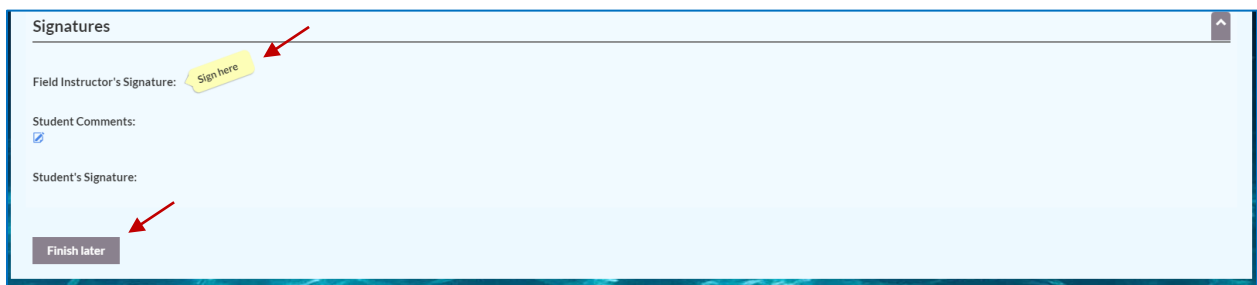 Signatures
Field Instructor's Signature: Sign here
Student Comments:
Student's Signature:
Finish later